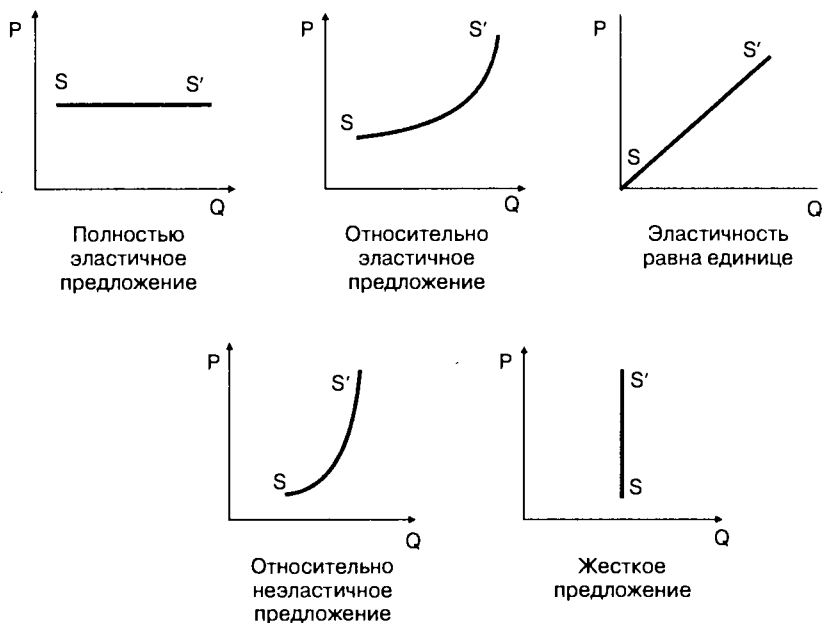 P
S
S′
Q
Полностью
эластичное
предложение
P
S′
S
Q
Относительно
эластичное
предложение
P
S′
S
Q
Эластичность
равна единице
P
S′
S
Q
Относительно
неэластичное
предложение
P
S′
S
Q
Жесткое
предложение